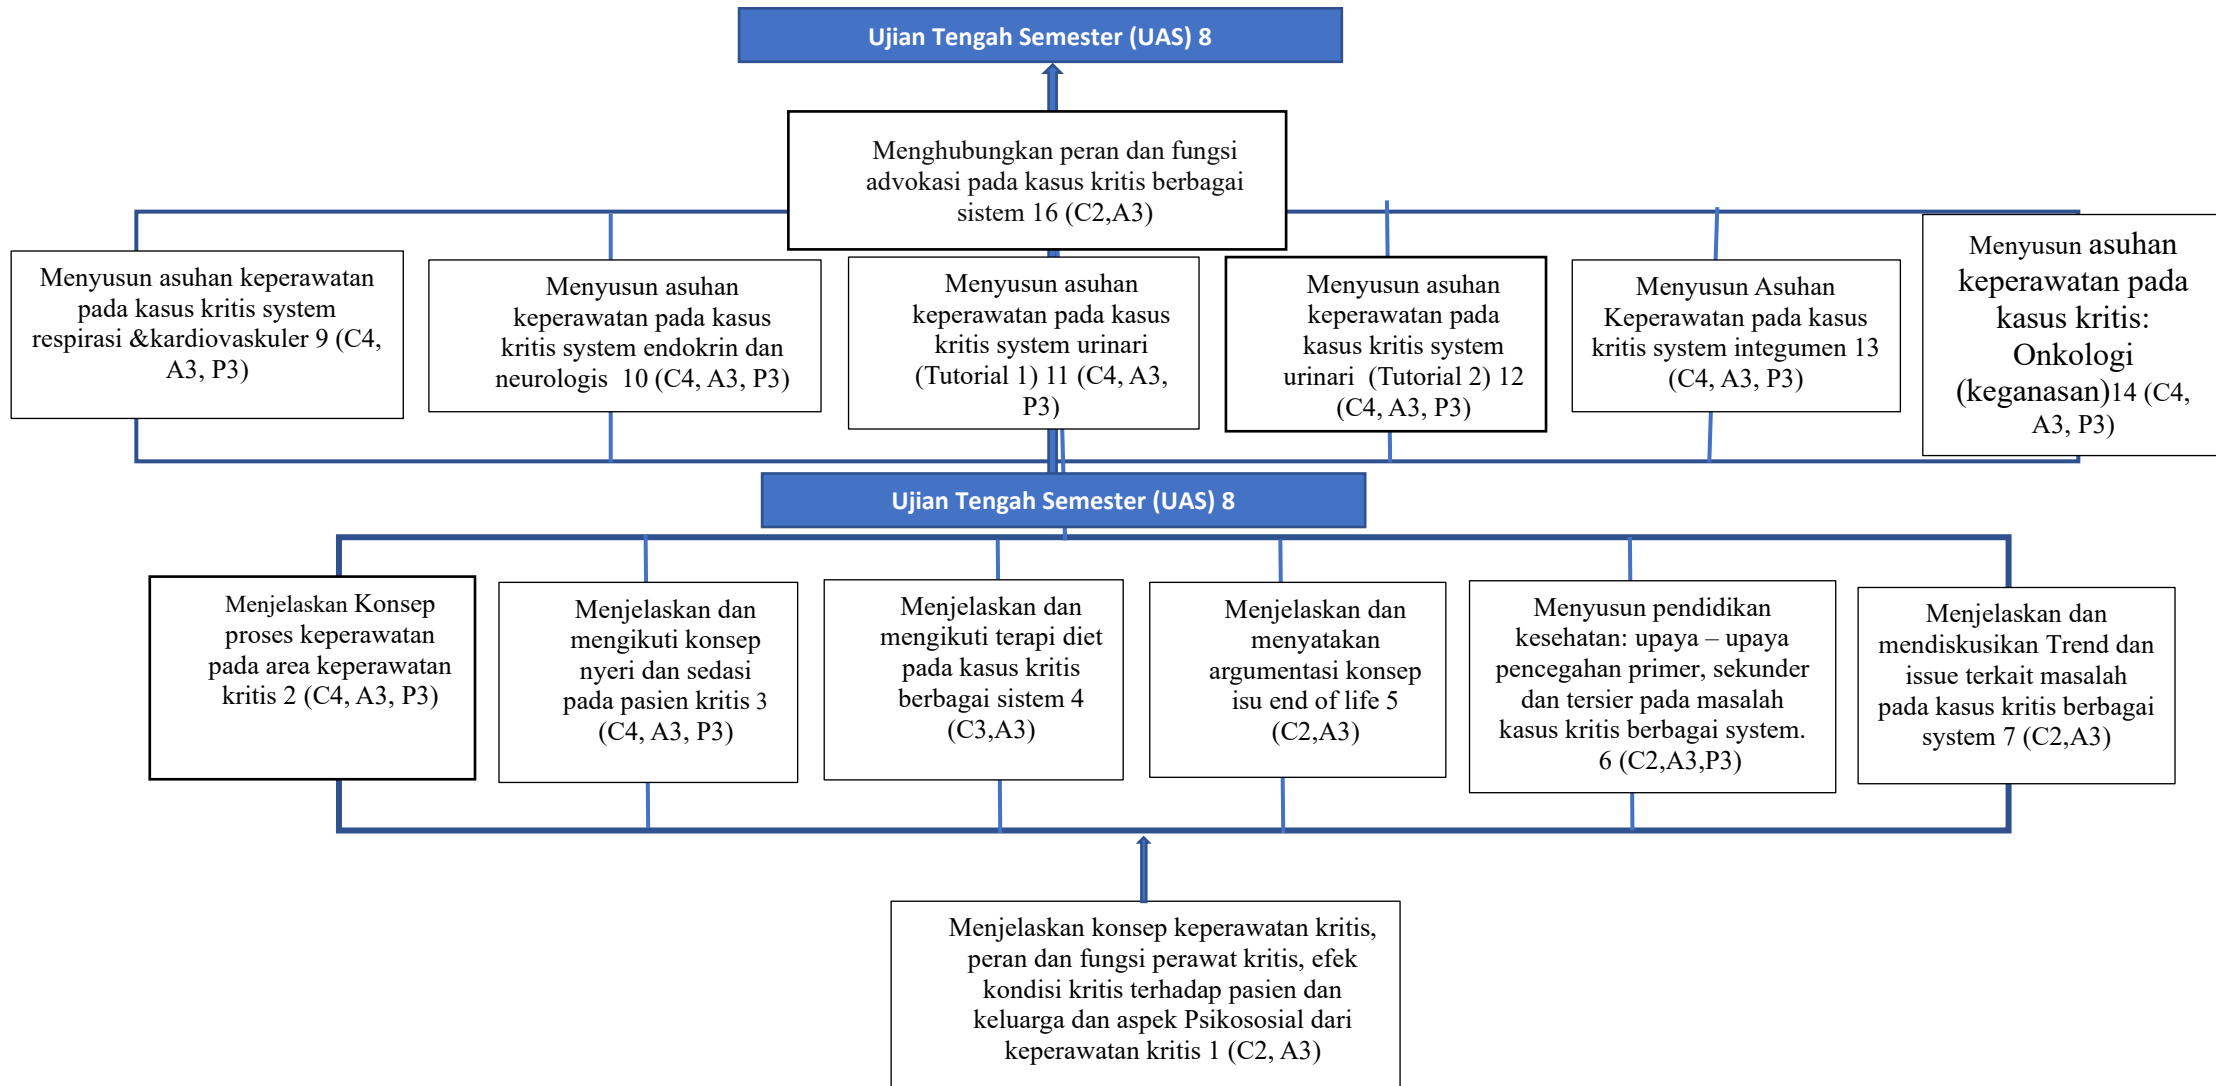 Ujian Tengah Semester (UAS) 8
Menghubungkan peran dan fungsi
advokasi pada kasus kritis berbagai
sistem 16 (C2,A3)
Menyusun asuhan keperawatan
pada kasus kritis system
respirasi &kardiovaskuler 9 (C4,
A3, P3)
Menyusun asuhan
keperawatan pada kasus
kritis system endokrin dan
neurologis 10 (C4, A3, P3)
Menyusun asuhan
keperawatan pada kasus
kritis system urinari
(Tutorial 1) 11 (C4, A3,
P3)
Menyusun asuhan
keperawatan pada
kasus kritis system
urinari (Tutorial 2) 12
(C4, A3, P3)
Menyusun Asuhan
Keperawatan pada kasus
kritis system integumen 13
(C4, A3, P3)
Menyusun asuhan
keperawatan pada
kasus kritis:
Onkologi
(keganasan)14 (C4,
A3, P3)
Ujian Tengah Semester (UAS) 8
Menjelaskan Konsep
proses keperawatan
pada area keperawatan
kritis 2 (C4, A3, P3)
Menjelaskan dan
mengikuti konsep
nyeri dan sedasi
pada pasien kritis 3
(C4, A3, P3)
Menjelaskan dan
mengikuti terapi diet
pada kasus kritis
berbagai sistem 4
(C3,A3)
Menjelaskan dan
menyatakan
argumentasi konsep
isu end of life 5
(C2,A3)
Menyusun pendidikan
kesehatan: upaya – upaya
pencegahan primer, sekunder
dan tersier pada masalah
kasus kritis berbagai system.
6 (C2,A3,P3)
Menjelaskan dan
mendiskusikan Trend dan
issue terkait masalah
pada kasus kritis berbagai
system 7 (C2,A3)
Menjelaskan konsep keperawatan kritis,
peran dan fungsi perawat kritis, efek
kondisi kritis terhadap pasien dan
keluarga dan aspek Psikososial dari
keperawatan kritis 1 (C2, A3)